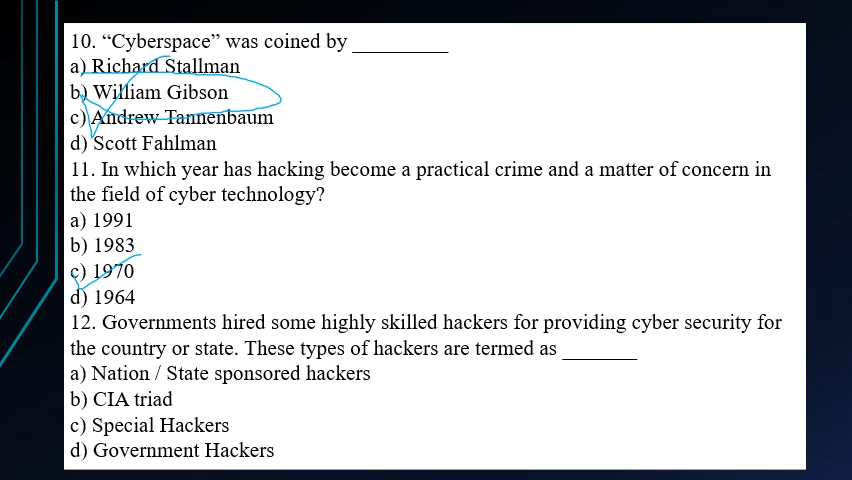 10. “Cyberspace” was coined by _________
a) Richard Stallman
b) William Gibson
c) Andrew Tannenbaum
d) Scott Fahlman
11. In which year has hacking become a practical crime and a matter of concern in
the field of cyber technology?
a) 1991
b) 1983
c) 1970
d) 1964
12. Governments hired some highly skilled hackers for providing cyber security for
the country or state. These types of hackers are termed as _______
a) Nation / State sponsored hackers
b) CIA triad
c) Special Hackers
d) Government Hackers